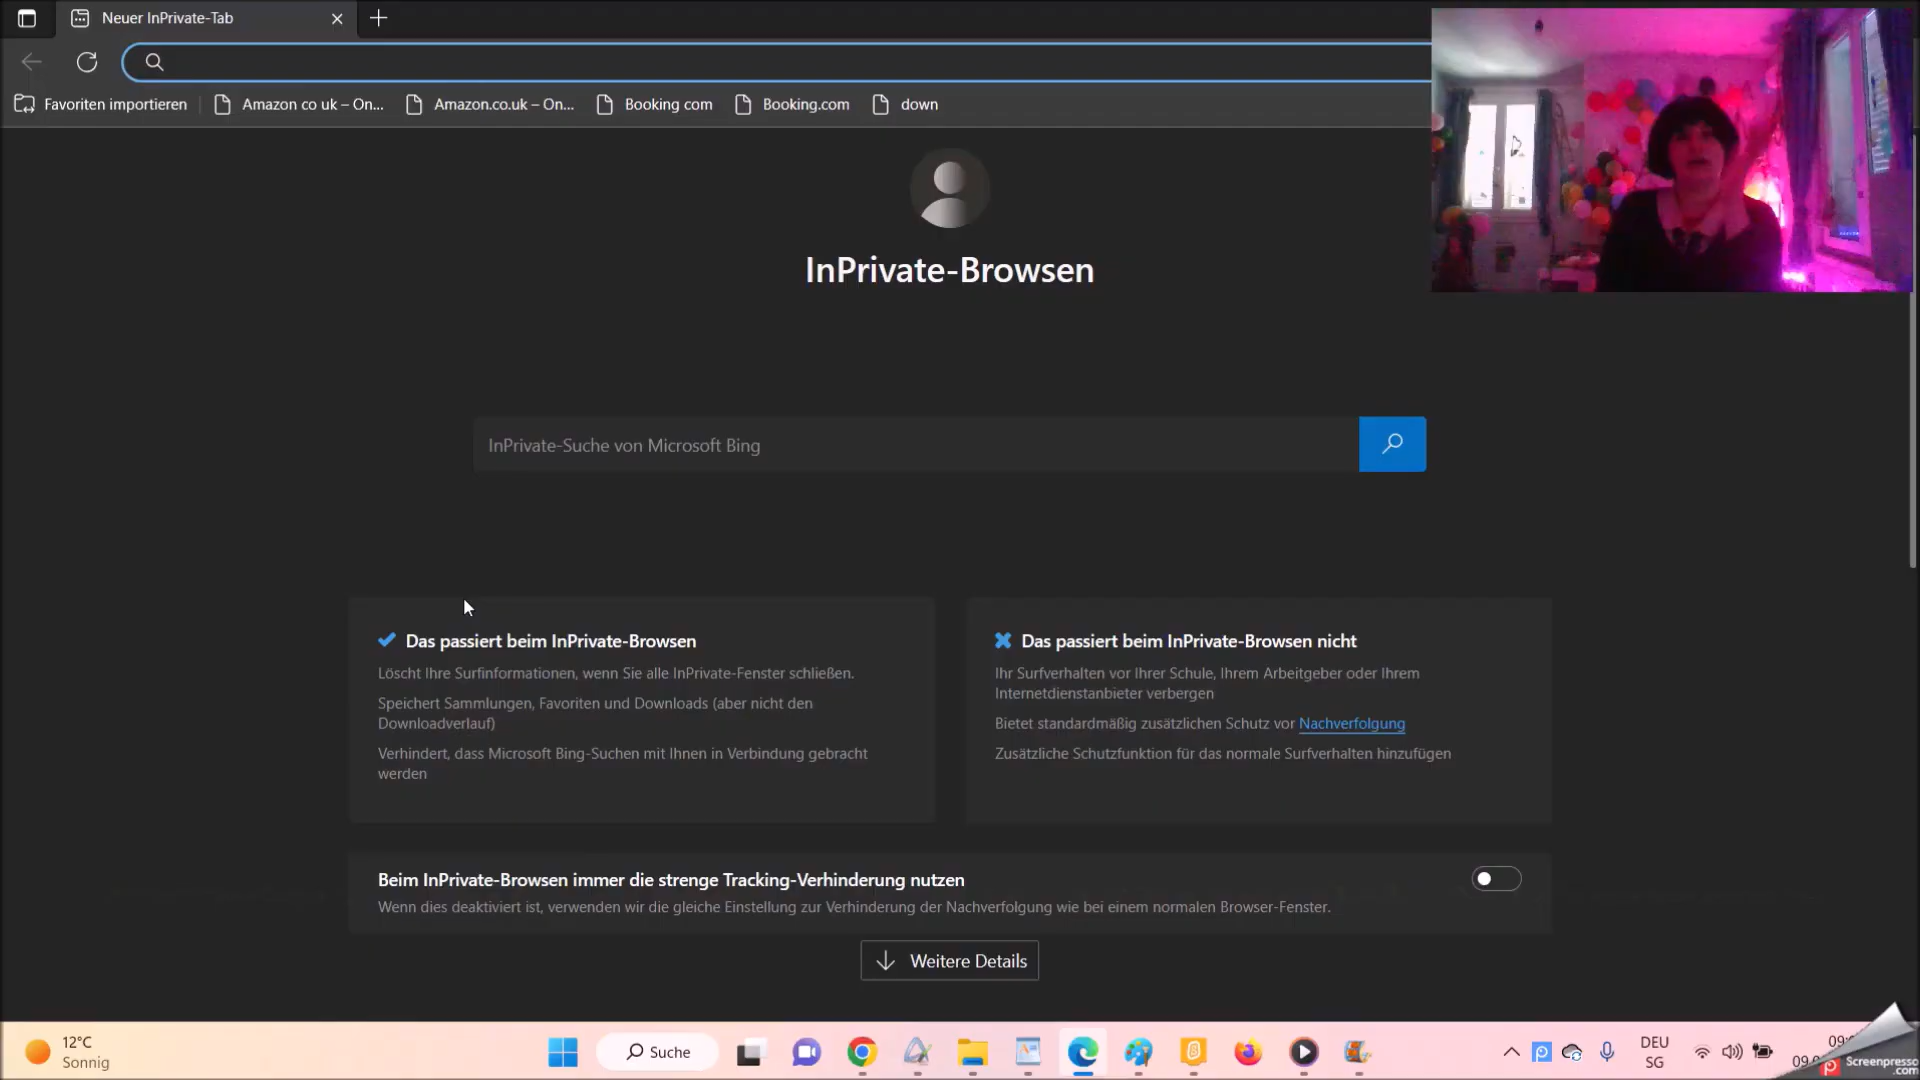 Neuer InPrivate-Tab
Favoriten importieren
Amazon co uk – On...
Amazon.co.uk – On...
Booking com
Booking.com
down
InPrivate-Browsen
InPrivate-Suche von Microsoft Bing
Das passiert beim InPrivate-Browsen
Löscht Ihre Surfinformationen, wenn Sie alle InPrivate-Fenster schließen.
Speichert Sammlungen, Favoriten und Downloads (aber nicht den
Downloadverlauf)
Verhindert, dass Microsoft Bing-Suchen mit Ihnen in Verbindung gebracht
werden
Das passiert beim InPrivate-Browsen nicht
Ihr Surfverhalten vor Ihrer Schule, Ihrem Arbeitgeber oder Ihrem
Internetdienstanbieter verbergen
Bietet standardmäßig zusätzlichen Schutz vor Nachverfolgung
Zusätzliche Schutzfunktion für das normale Surfverhalten hinzufügen
Beim InPrivate-Browsen immer die strenge Tracking-Verhinderung nutzen
Wenn dies deaktiviert ist, verwenden wir die gleiche Einstellung zur Verhinderung der Nachverfolgung wie bei einem normalen Browser-Fenster.
Weitere Details
12°C
Sonnig
Suche
DEU
SG
Screenpresso
.com